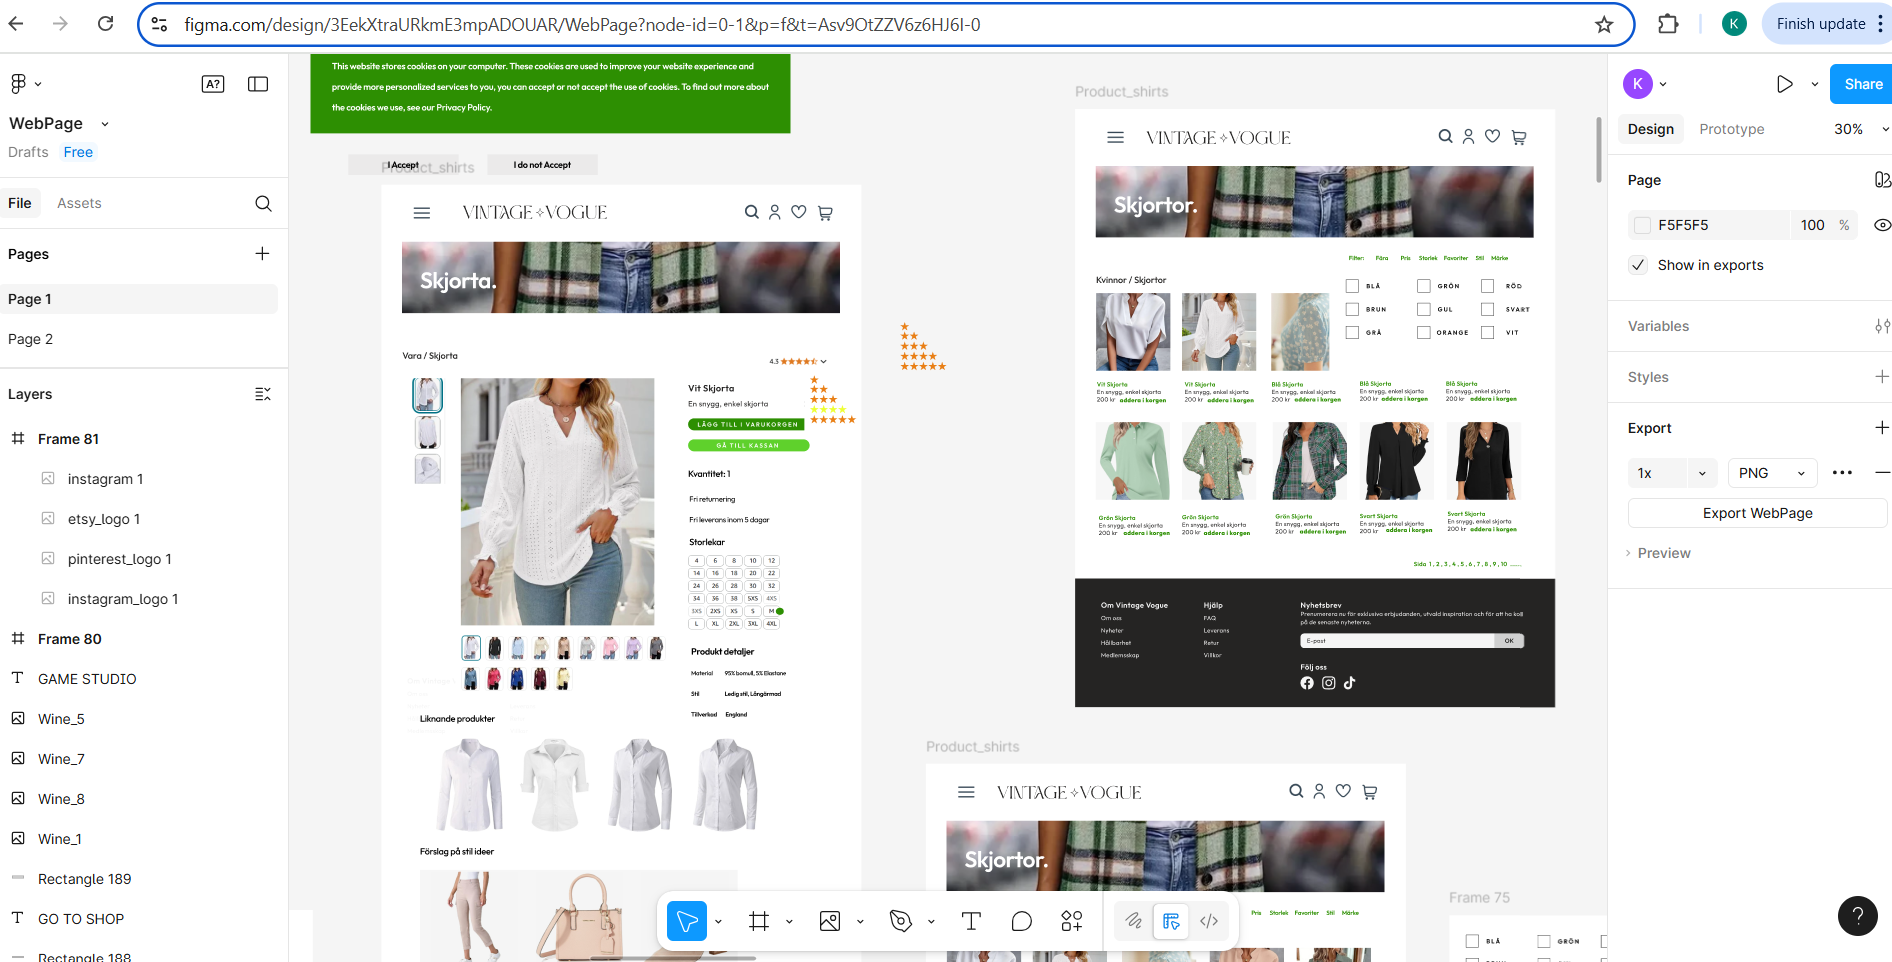 figma.com/design/3EekXtraURkmE3mpADOUAR/WebPage?node-id=0-1&p=f&t=Asv9OtZZV6z6HJ6I-0
K
Finish update
A?
WebPage
Drafts Free
File Assets
Pages
Page 1
Page 2
Layers
Frame 81
instagram 1
etsy_logo 1
pinterest_logo 1
instagram_logo 1
Frame 80
GAME STUDIO
Wine_5
Wine_7
Wine_8
Wine_1
Rectangle 189
GO TO SHOP
Rectangle 188
This website stores cookies on your computer. These cookies are used to improve your website experience and
provide more personalized services to you, you can accept or not accept the use of cookies. To find out more about
the cookies we use, see our Privacy Policy.
I Accept
I do not Accept
Product_shirts
VINTAGE VOGUE
Skjorta.
Vara / Skjorta
4.3
Vit Skjorta
En snygg, enkel skjorta
LÄGG TILL I VARUKORGEN
GÅ TILL KASSAN
Kvantitet: 1
Fri returnering
Fri leverans inom 5 dagar
Storlekar
4 6 8 10 12
14 16 18 20 22
24 26 28 30 32
34 36 38 5XS 4XS
3XS 2XS XS S M
L XL 2XL 3XL 4XL
Produkt detaljer
Material 95% bomull, 5% Elastane
Stil Ledig stil, Långärmad
Tillverkad England
Liknande produkter
Förslag på stil ideer
Product_shirts
VINTAGE VOGUE
Skjortor.
Filter: Färg Pris Storlek Favoriter Stil Märke
Kvinnor / Skjortor
BLÅ GRÖN RÖD
BRUN GUL SVART
GRÅ ORANGE VIT
Vit Skjorta
En snygg, enkel skjorta
200 kr addera i korgen
Vit Skjorta
En snygg, enkel skjorta
200 kr addera i korgen
Blå Skjorta
En snygg, enkel skjorta
200 kr addera i korgen
Blå Skjorta
En snygg, enkel skjorta
200 kr addera i korgen
Blå Skjorta
En snygg, enkel skjorta
200 kr addera i korgen
Grön Skjorta
En snygg, enkel skjorta
200 kr addera i korgen
Grön Skjorta
En snygg, enkel skjorta
200 kr addera i korgen
Grön Skjorta
En snygg, enkel skjorta
200 kr addera i korgen
Svart Skjorta
En snygg, enkel skjorta
200 kr addera i korgen
Svart Skjorta
En snygg, enkel skjorta
200 kr addera i korgen
Sida 1, 2, 3, 4, 5, 6, 7, 8, 9, 10 ......
Om Vintage Vogue
Om oss
Nyheter
Hållbarhet
Medlemsskap
Hjälp
FAQ
Leverans
Retur
Villkor
Nyhetsbrev
Prenumerera nu för exklusiva erbjudanden, utvald inspiration och för att ha koll
på de senaste nyheterna.
E-post OK
Följ oss
Product_shirts
VINTAGE VOGUE
Skjortor.
Pris Storlek Favoriter Stil Märke
Frame 75
BLÅ GRÖN
K
Share
Design Prototype 30%
Page
F5F5F5 100 %
Show in exports
Variables
Styles
Export
1x PNG
Export WebPage
Preview
?